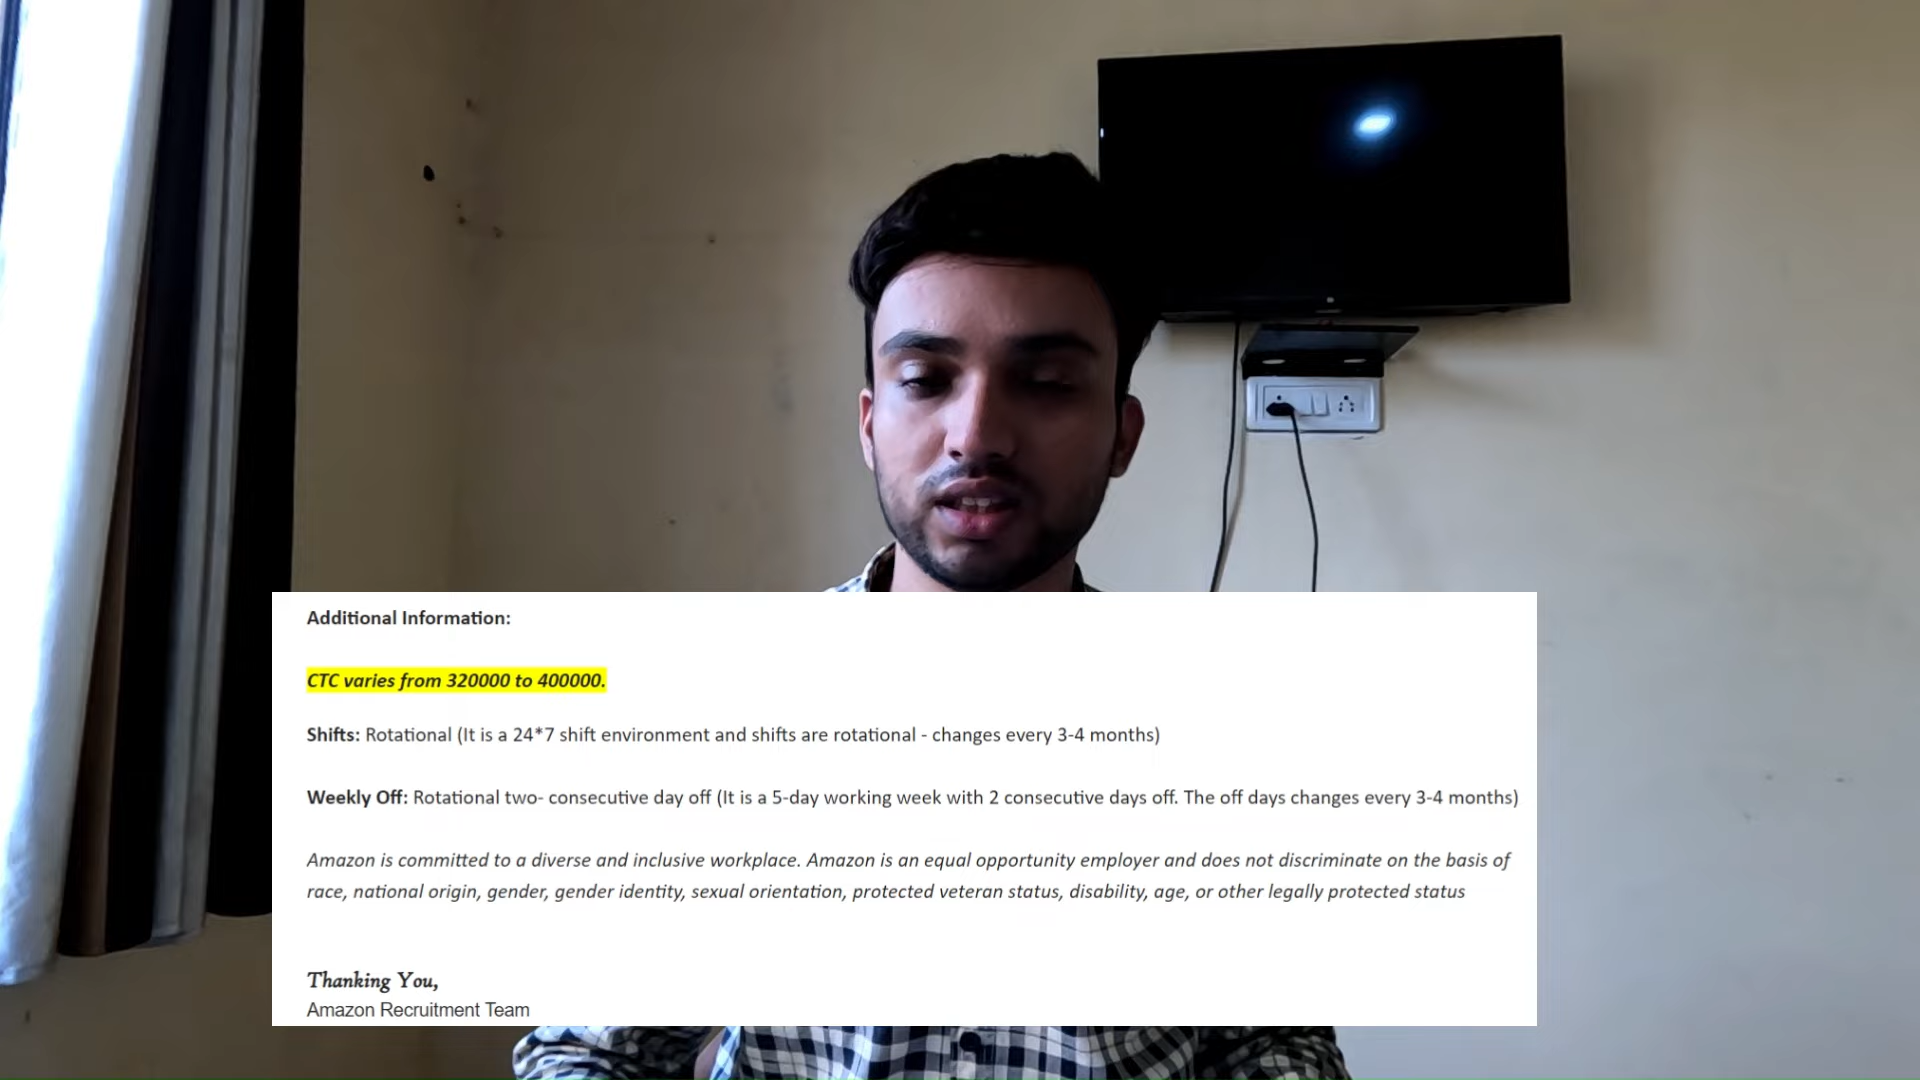 Additional Information:
CTC varies from 320000 to 400000.
Shifts: Rotational (It is a 24*7 shift environment and shifts are rotational - changes every 3-4 months)
Weekly Off: Rotational two- consecutive day off (It is a 5-day working week with 2 consecutive days off. The off days changes every 3-4 months)
Amazon is committed to a diverse and inclusive workplace. Amazon is an equal opportunity employer and does not discriminate on the basis of
race, national origin, gender, gender identity, sexual orientation, protected veteran status, disability, age, or other legally protected status
Thanking You,
Amazon Recruitment Team